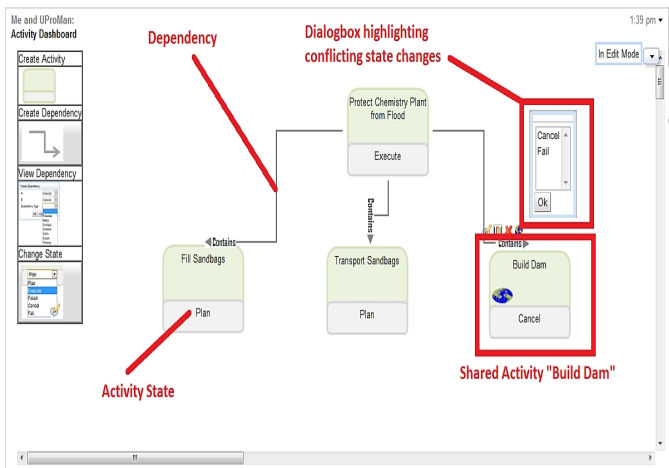 Me and UProMan:
Activity Dashboard
1:39 pm
In Edit Mode
Dependency
Dialogbox highlighting
conflicting state changes
Create Activity
Create Dependency
View Dependency
Change State
Plan
Plan
Execute
Cancel
Fail
Protect Chemistry Plant
from Flood
Execute
Cancel
Fail
Ok
Contains
Contains
Contains
Fill Sandbags
Plan
Transport Sandbags
Plan
Build Dam
Cancel
Activity State
Shared Activity "Build Dam"